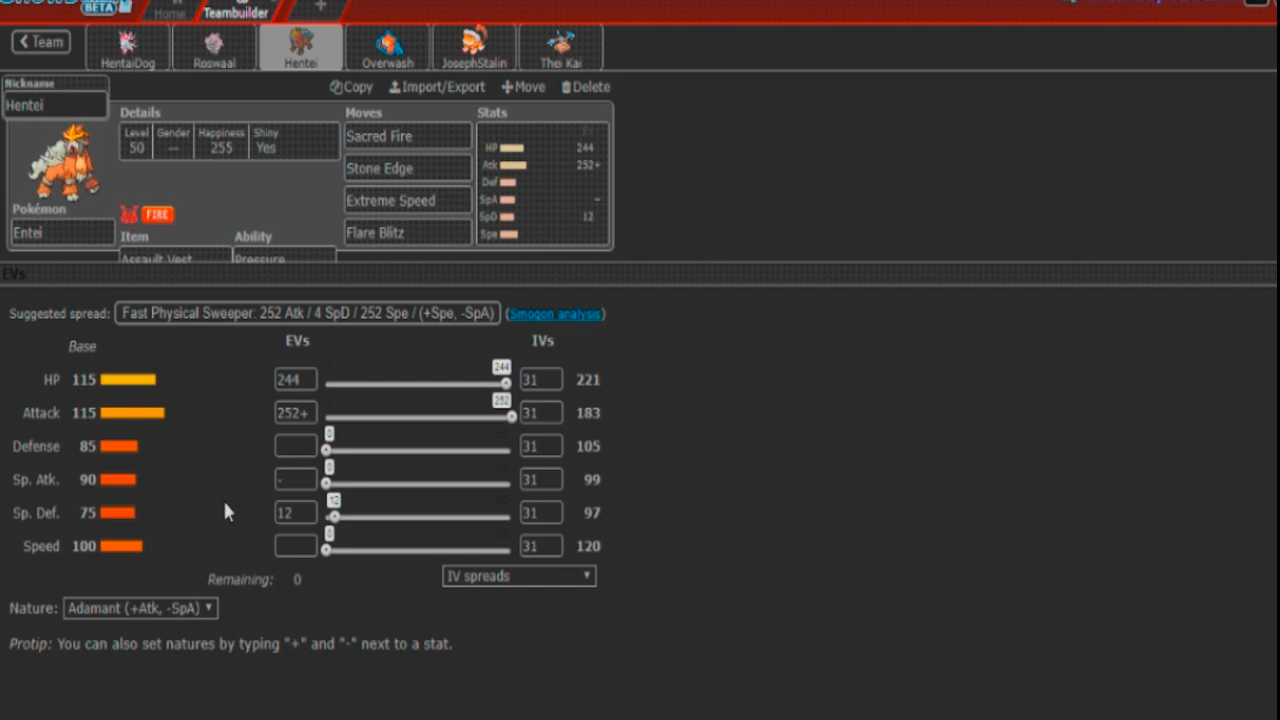 BETA
Home
Teambuilder
+
Team
HentaiDog
Roswaal
Hentei
Overwash
JosephStalin
Thei Kai
Copy Import/Export Move Delete
Nickname
Hentei
Details
Moves
Stats
Level Gender Happiness Shiny
50 — 255 Yes
Sacred Fire
Stone Edge
Extreme Speed
Flare Blitz
EV
HP 244
Atk 252+
Def
SpA -
SpD 12
Spe
Pokémon
Entei
FIRE
Item
Assault Vest
Ability
Pressure
EVs
Suggested spread: Fast Physical Sweeper: 252 Atk / 4 SpD / 252 Spe / (+Spe, -SpA) (Smogon analysis)
Base EVs IVs
HP 115 244 244 31 221
Attack 115 252+ 252 31 183
Defense 85 0 31 105
Sp. Atk. 90 - 0 31 99
Sp. Def. 75 12 12 31 97
Speed 100 0 31 120
Remaining: 0
IV spreads
Nature: Adamant (+Atk, -SpA)
Protip: You can also set natures by typing "+" and "-" next to a stat.